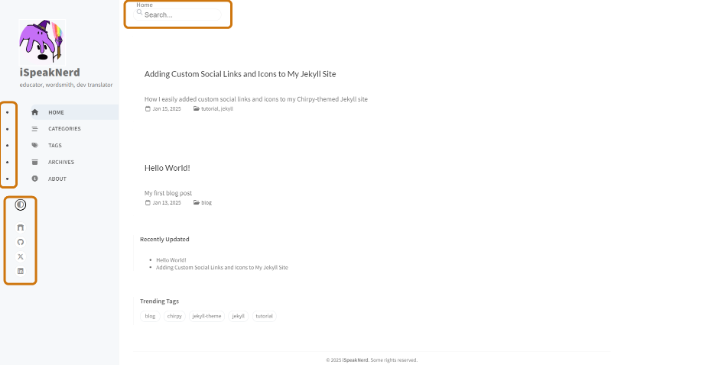 Home
Search...
iSpeakNerd
educator, wordsmith, dev translator
HOME
CATEGORIES
TAGS
ARCHIVES
ABOUT
Adding Custom Social Links and Icons to My Jekyll Site
How I easily added custom social links and icons to my Chirpy-themed Jekyll site
Jan 15, 2025 tutorial, jekyll
Hello World!
My first blog post
Jan 13, 2025 blog
Recently Updated
Hello World!
Adding Custom Social Links and Icons to My Jekyll Site
Trending Tags
blog chirpy jekyll-theme jekyll tutorial
© 2025 iSpeakNerd. Some rights reserved.